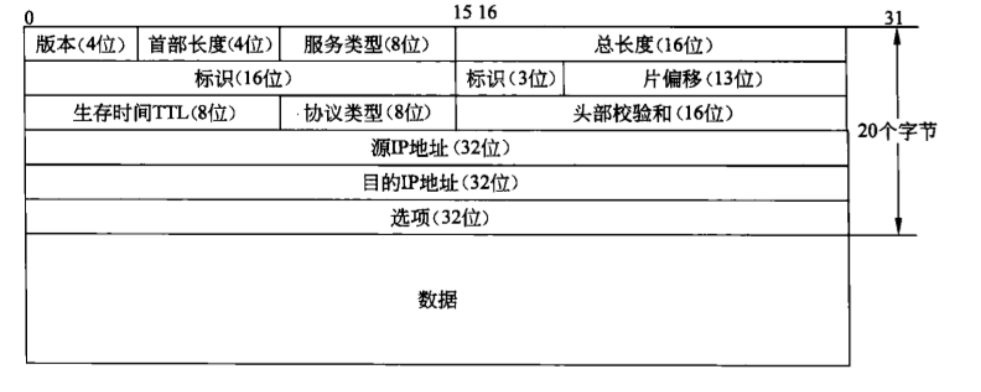 0 15 16 31
版本(4位) 首部长度(4位) 服务类型(8位) 总长度(16位)
标识(16位) 标识(3位) 片偏移(13位)
生存时间TTL(8位) 协议类型(8位) 头部校验和(16位)
20个字节
源IP地址(32位)
目的IP地址(32位)
选项(32位)
数据